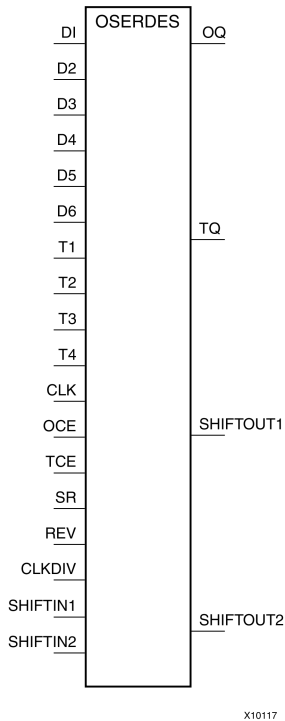 OSERDES
DI
OQ
D2
D3
D4
D5
D6
TQ
T1
T2
T3
T4
CLK
OCE
SHIFTOUT1
TCE
SR
REV
CLKDIV
SHIFTIN1
SHIFTOUT2
SHIFTIN2
X10117